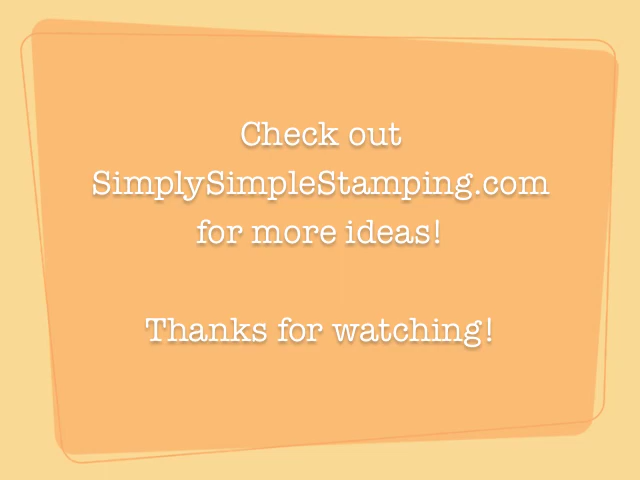 Check out
SimplySimpleStamping.com
for more ideas!
Thanks for watching!